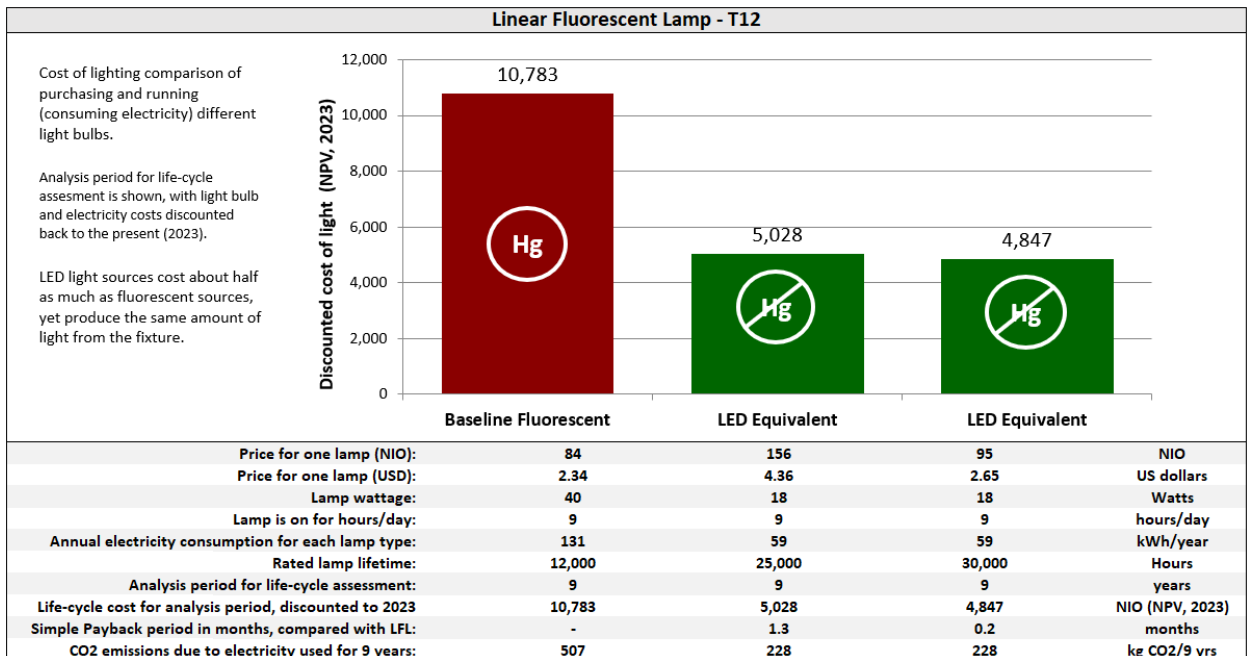 Linear Fluorescent Lamp - T12
Cost of lighting comparison of
purchasing and running
(consuming electricity) different
light bulbs.
Analysis period for life-cycle
assesment is shown, with light bulb
and electricity costs discounted
back to the present (2023).
LED light sources cost about half
as much as fluorescent sources,
yet produce the same amount of
light from the fixture.
Discounted cost of light (NPV, 2023)
12,000
10,000
8,000
6,000
4,000
2,000
0
10,783
5,028
4,847
Hg
Hg
Hg
Baseline Fluorescent LED Equivalent LED Equivalent
Price for one lamp (NIO): 84 156 95 NIO
Price for one lamp (USD): 2.34 4.36 2.65 US dollars
Lamp wattage: 40 18 18 Watts
Lamp is on for hours/day: 9 9 9 hours/day
Annual electricity consumption for each lamp type: 131 59 59 kWh/year
Rated lamp lifetime: 12,000 25,000 30,000 Hours
Analysis period for life-cycle assessment: 9 9 9 years
Life-cycle cost for analysis period, discounted to 2023 10,783 5,028 4,847 NIO (NPV, 2023)
Simple Payback period in months, compared with LFL: - 1.3 0.2 months
CO2 emissions due to electricity used for 9 years: 507 228 228 kg CO2/9 yrs